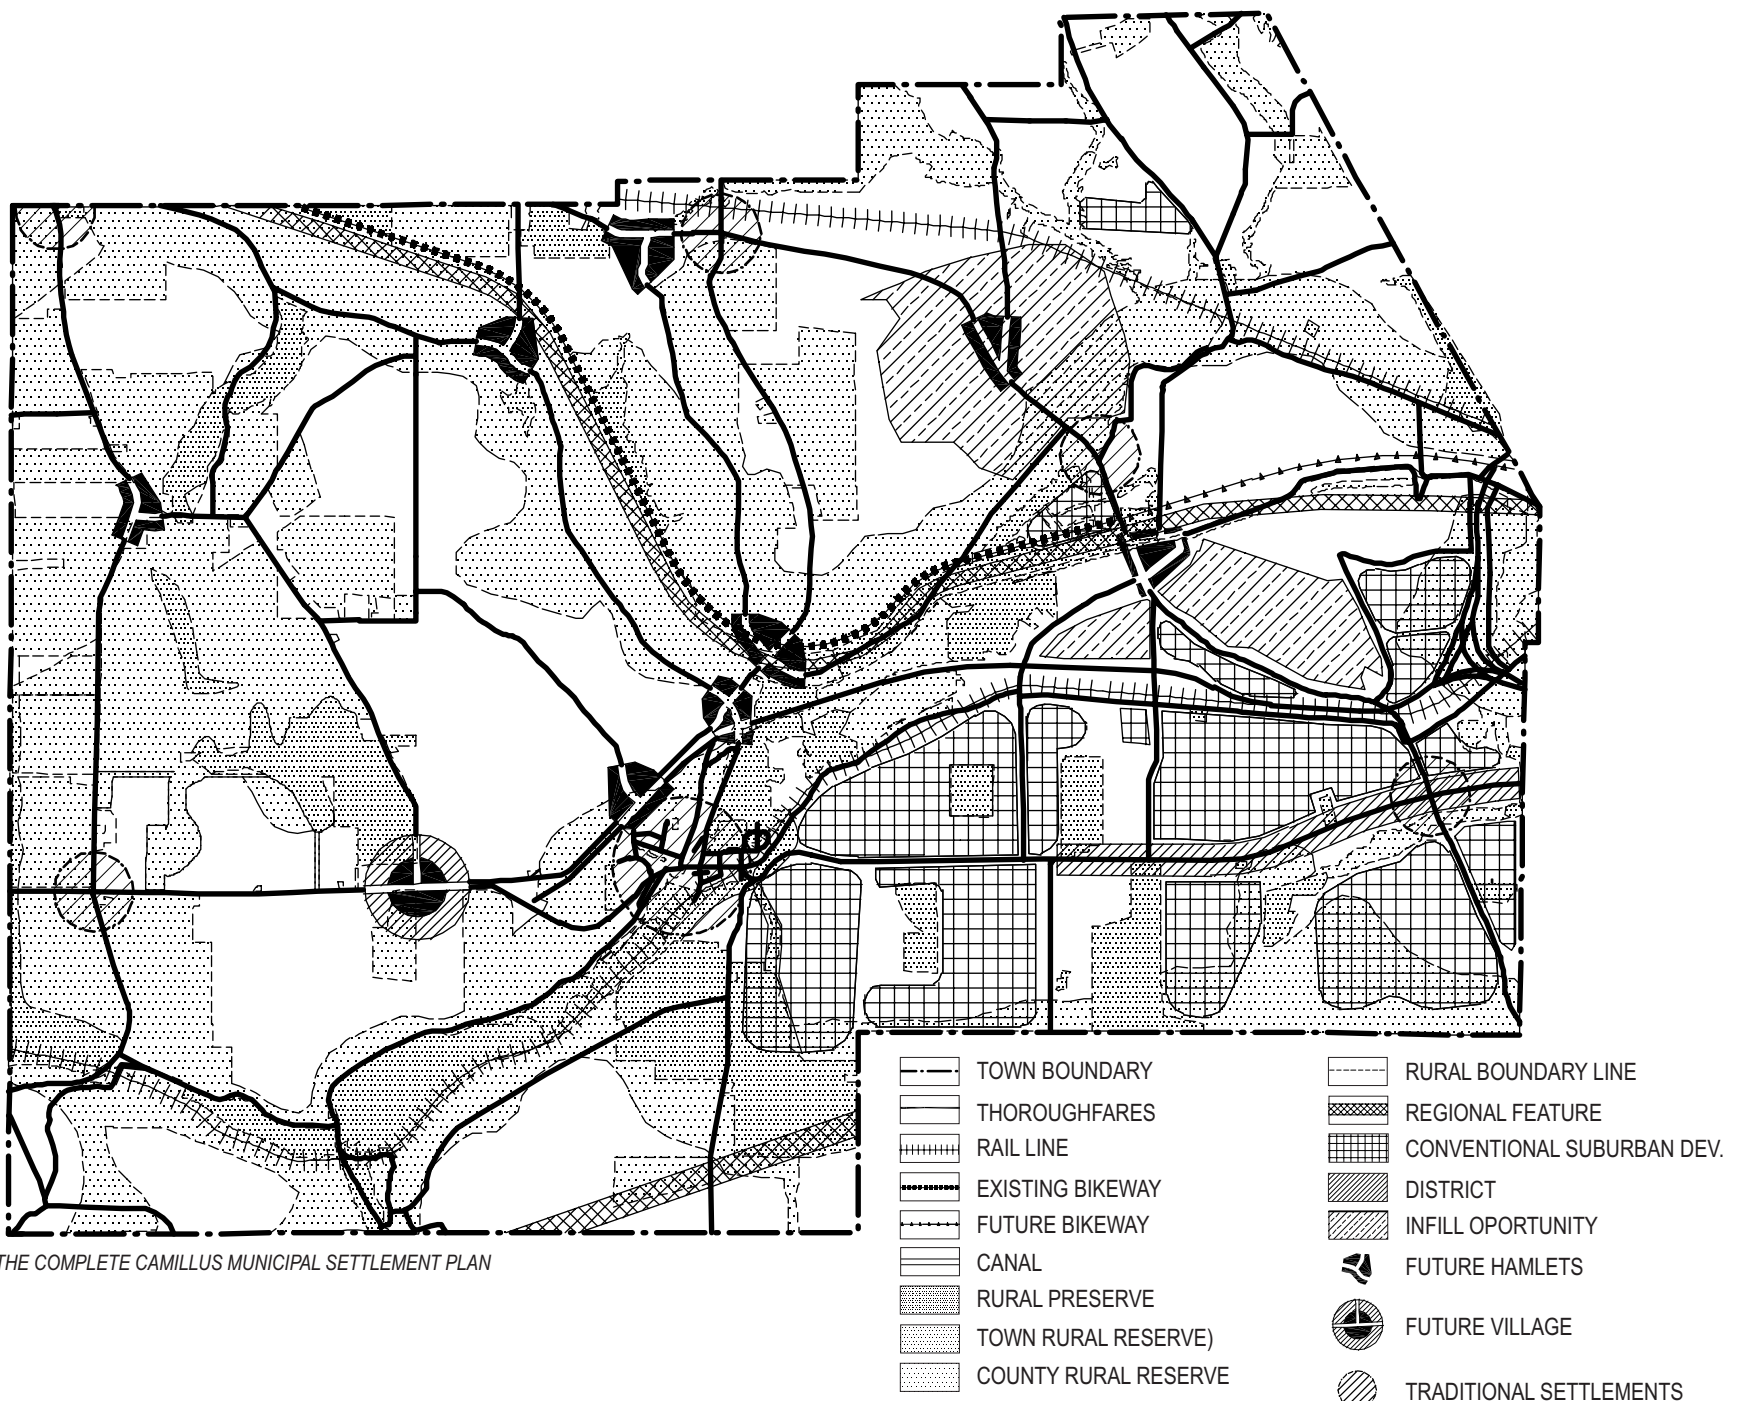 THE COMPLETE CAMILLUS MUNICIPAL SETTLEMENT PLAN
TOWN BOUNDARY
THOROUGHFARES
RAIL LINE
EXISTING BIKEWAY
FUTURE BIKEWAY
CANAL
RURAL PRESERVE
TOWN RURAL RESERVE)
COUNTY RURAL RESERVE
RURAL BOUNDARY LINE
REGIONAL FEATURE
CONVENTIONAL SUBURBAN DEV.
DISTRICT
INFILL OPORTUNITY
FUTURE HAMLETS
FUTURE VILLAGE
TRADITIONAL SETTLEMENTS